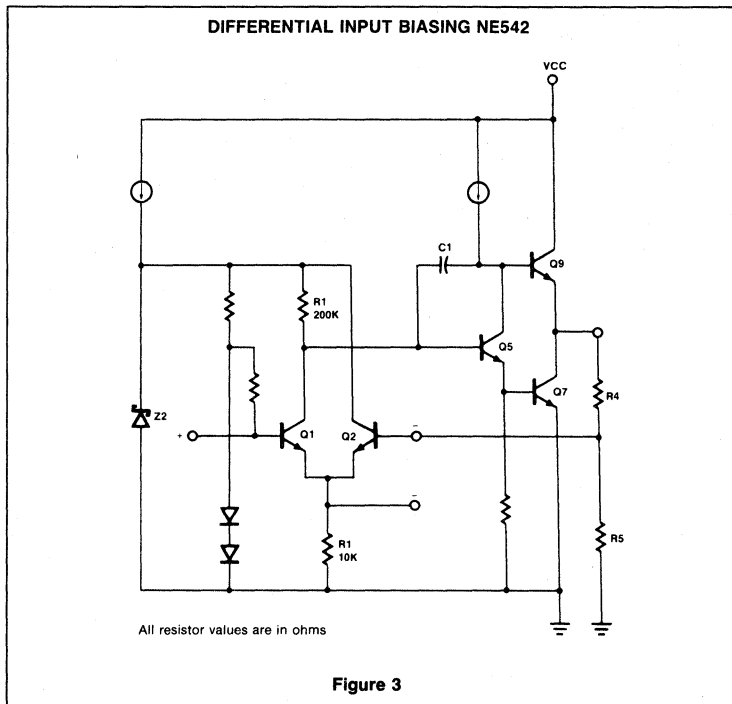 DIFFERENTIAL INPUT BIASING NE542
VCC
C1
Q9
R1
200K
Q5
Q7
R4
Z2
+
Q1
Q2
–
–
R1
10K
R5
All resistor values are in ohms
Figure 3